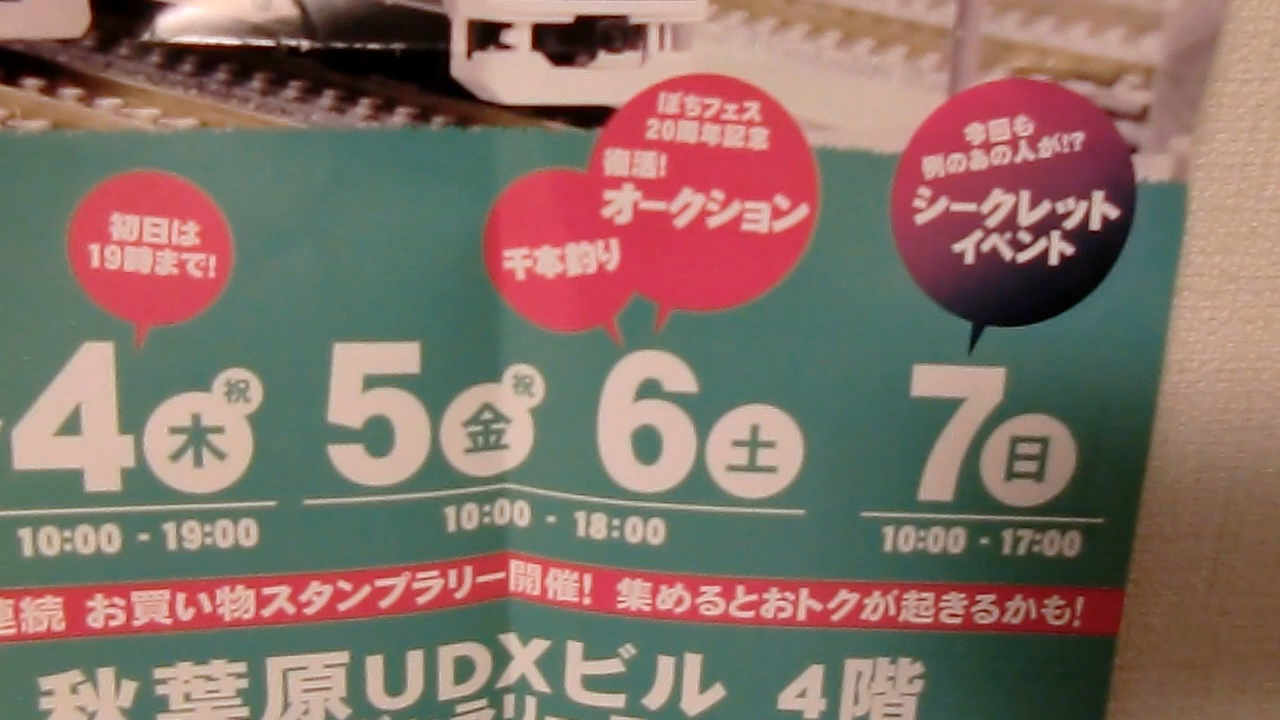 初日は
19時まで!
千本釣り
ぽちフェス
20周年記念
復活!
オークション
今回も
例のあの人が!?
シークレット
イベント
4 木 祝
5 金 祝
6 土
7 日
10:00 - 19:00
10:00 - 18:00
10:00 - 17:00
連続 お買い物スタンプラリー開催! 集めるとおトクが起きるかも!
秋葉原UDXビル 4階